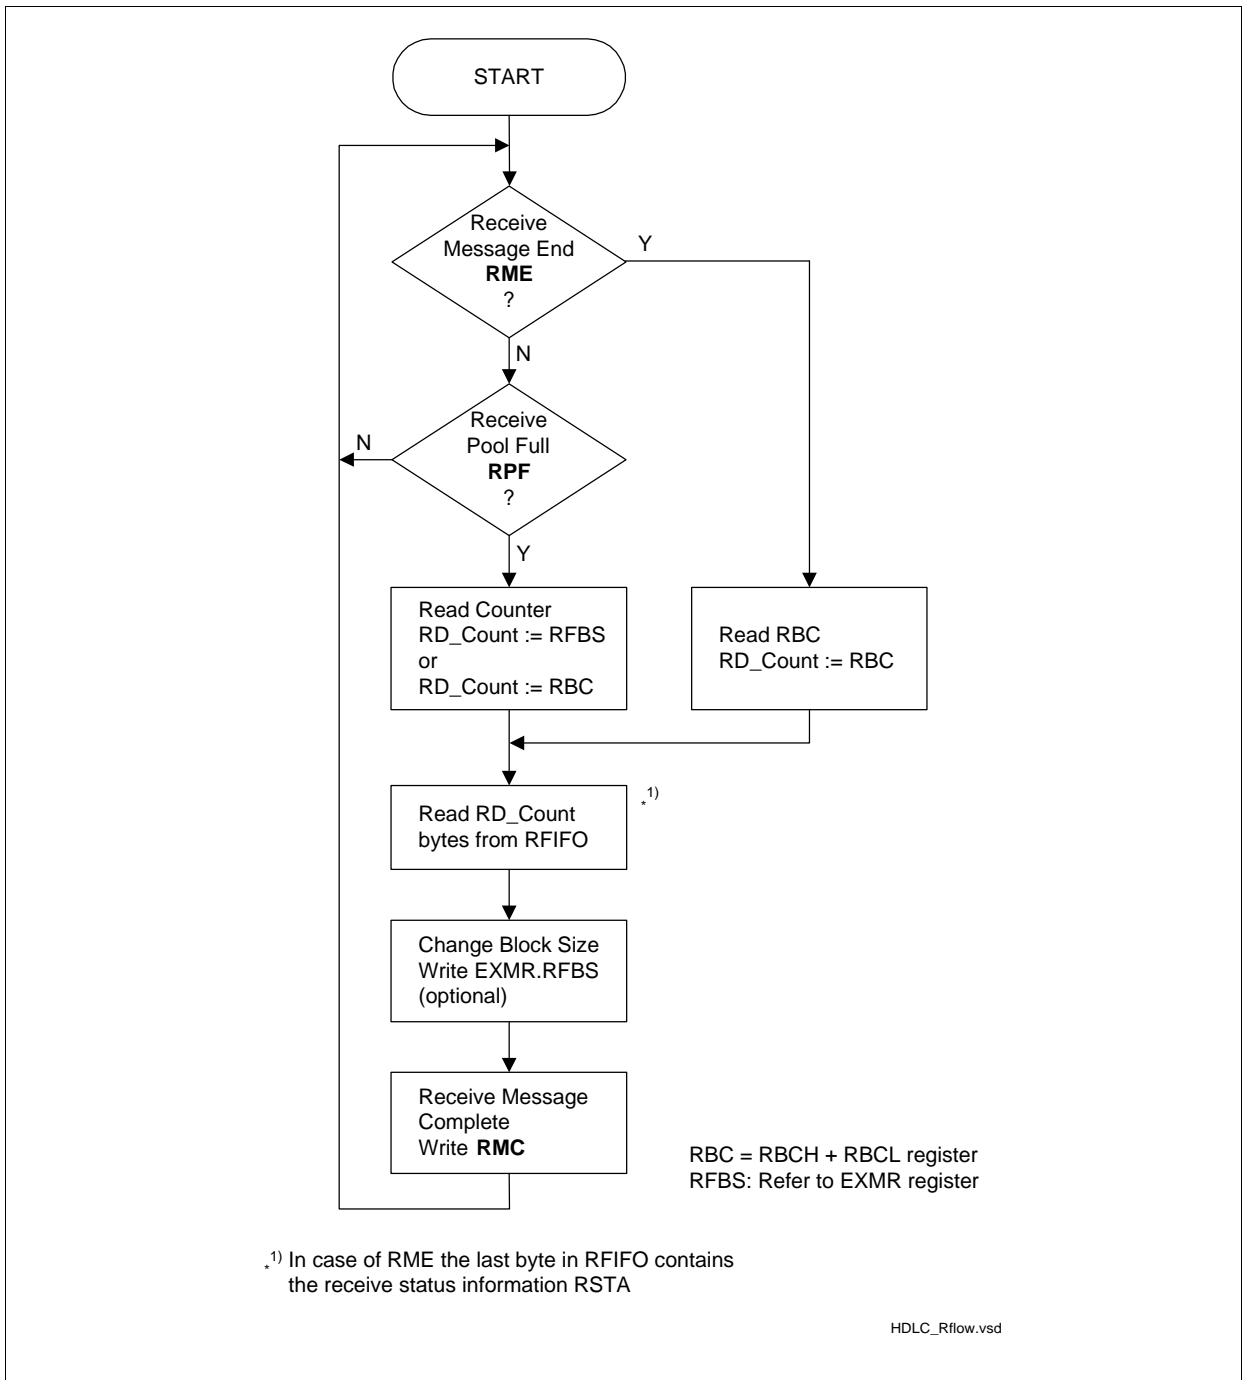 START
Receive
Message End
RME
?
Y
N
Receive
Pool Full
RPF
?
N
Y
Read Counter
RD_Count := RFBS
or
RD_Count := RBC
Read RBC
RD_Count := RBC
Read RD_Count
bytes from RFIFO
*1)
Change Block Size
Write EXMR.RFBS
(optional)
Receive Message
Complete
Write RMC
RBC = RBCH + RBCL register
RFBS: Refer to EXMR register
*1) In case of RME the last byte in RFIFO contains
the receive status information RSTA
HDLC_Rflow.vsd